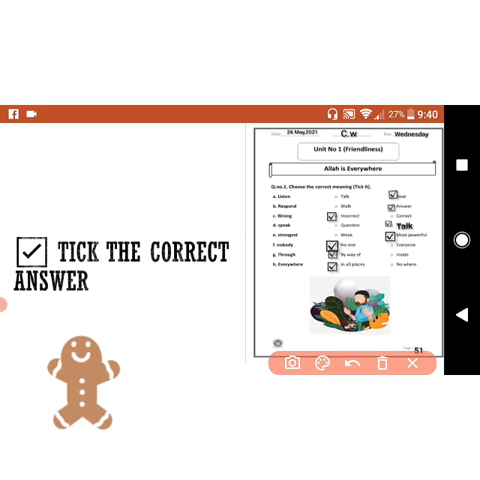 27% 9:40
TICK THE CORRECT
ANSWER
Date 26 May,2021 C.w Day Wednesday
Unit No 1 (Friendliness)
Allah is Everywhere
Q.no.1. Choose the correct meaning (Tick it).
a. Listen Talk Hear
b. Respond Walk Answer
c. Wrong Incorrect Correct
d. speak Question Talk
e. strongest Weak Most powerful
f. nobody No one Everyone
g. Through By way of Inside
h. Everywhere In all places No where
51